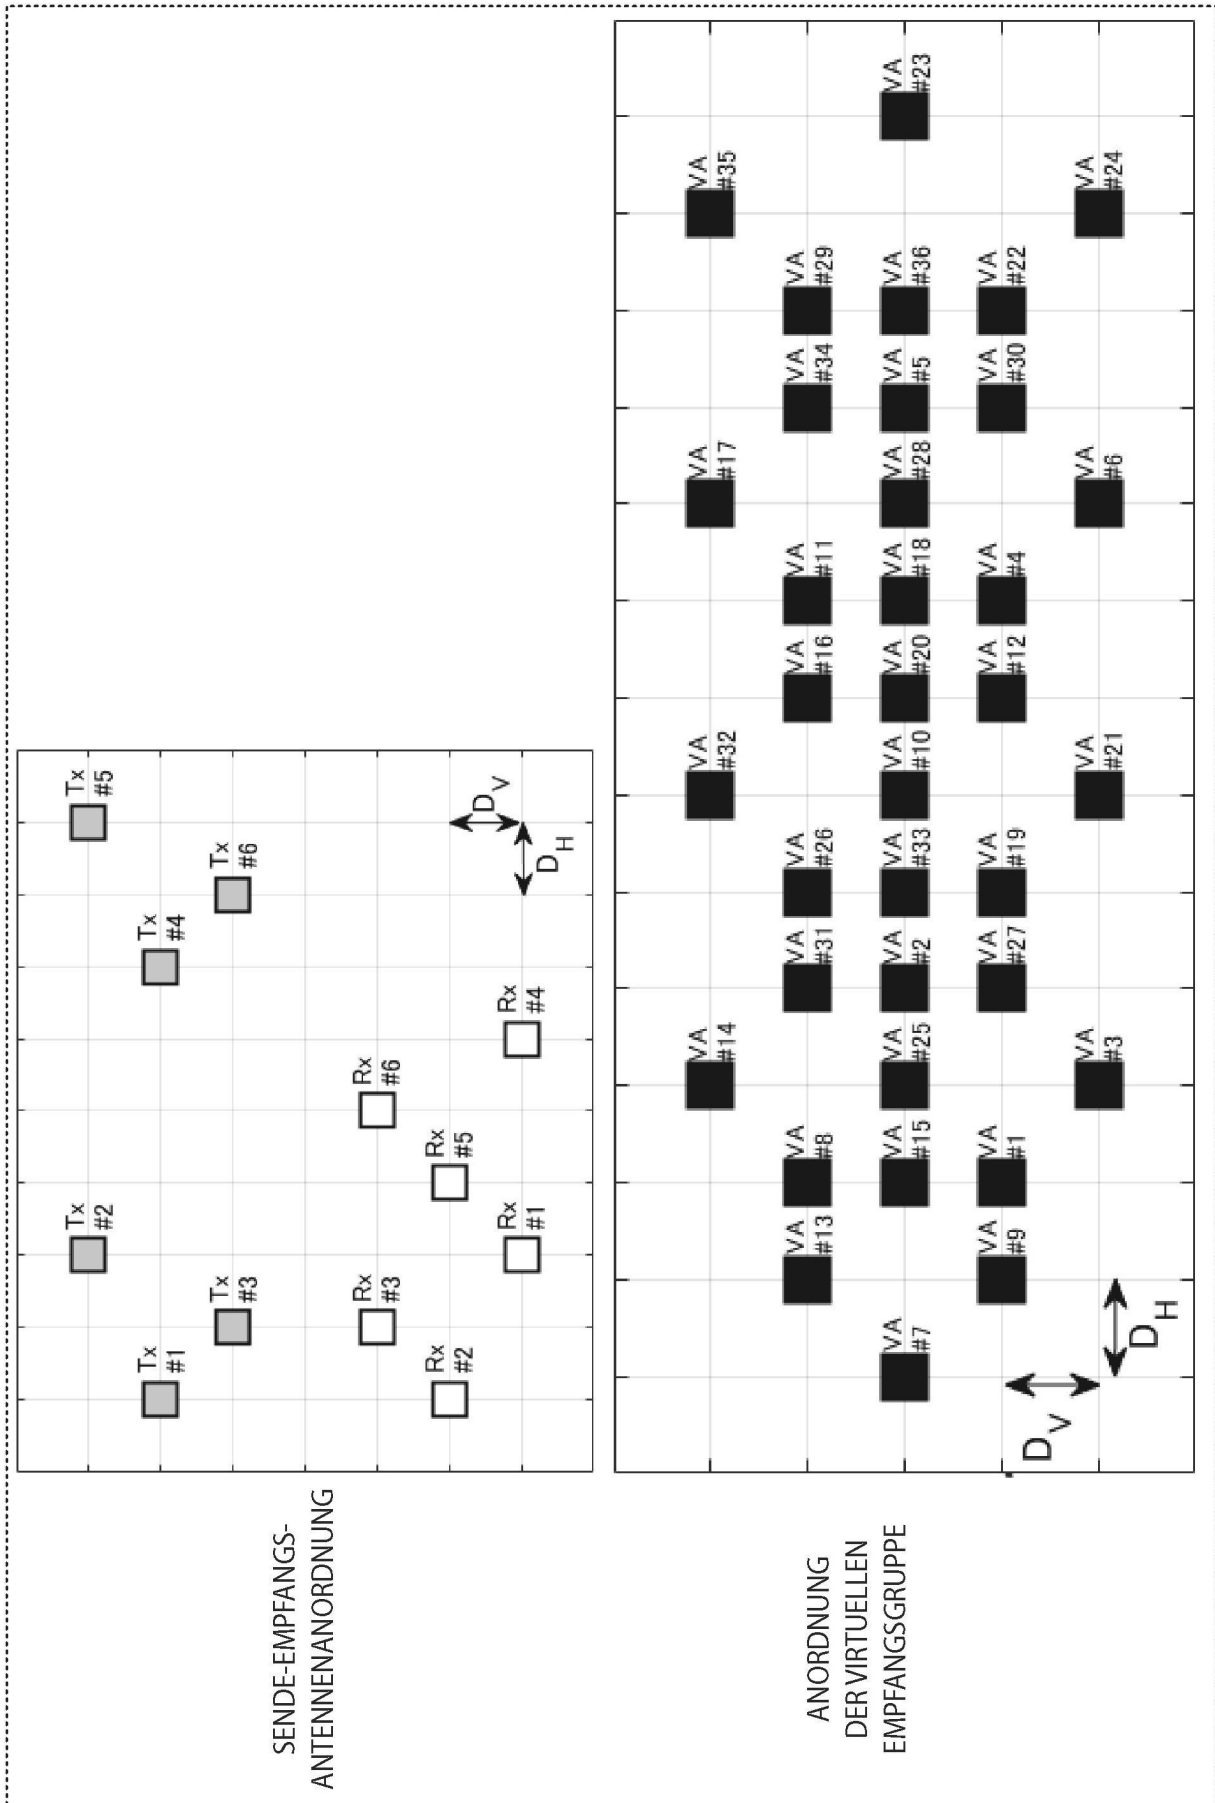 SENDE-EMPFANGS-
ANTENNENANORDNUNG
Tx
#2
Tx
#5
Tx
#1
Tx
#4
Tx
#3
Tx
#6
Rx
#3
Rx
#6
Rx
#2
Rx
#5
Rx
#1
Rx
#4
DV
DH
ANORDNUNG
DER VIRTUELLEN
EMPFANGSGRUPPE
VA
#14
VA
#32
VA
#17
VA
#35
VA
#13
VA
#8
VA
#31
VA
#26
VA
#16
VA
#11
VA
#34
VA
#29
VA
#7
VA
#15
VA
#25
VA
#2
VA
#33
VA
#10
VA
#20
VA
#18
VA
#28
VA
#5
VA
#36
VA
#23
VA
#9
VA
#1
VA
#27
VA
#19
VA
#12
VA
#4
VA
#30
VA
#22
VA
#3
VA
#21
VA
#6
VA
#24
DV
DH